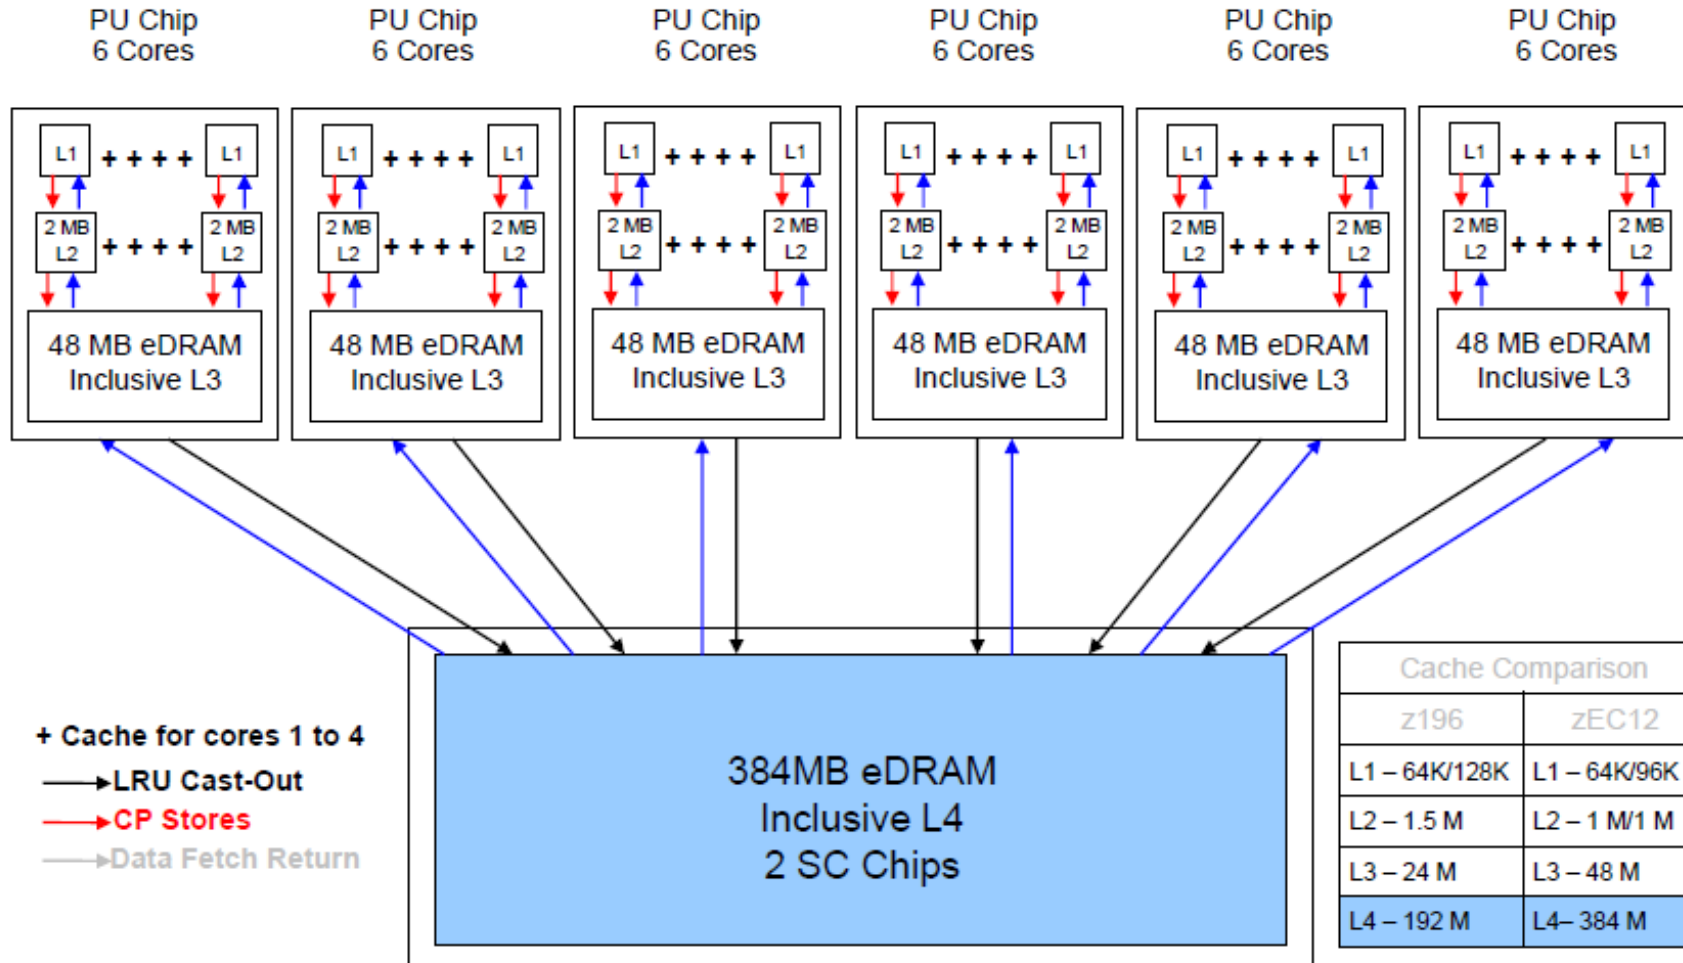 PU Chip
6 Cores
PU Chip
6 Cores
PU Chip
6 Cores
PU Chip
6 Cores
PU Chip
6 Cores
PU Chip
6 Cores
L1 + + + + L1
2 MB L2 + + + + 2 MB L2
48 MB eDRAM
Inclusive L3
L1 + + + + L1
2 MB L2 + + + + 2 MB L2
48 MB eDRAM
Inclusive L3
L1 + + + + L1
2 MB L2 + + + + 2 MB L2
48 MB eDRAM
Inclusive L3
L1 + + + + L1
2 MB L2 + + + + 2 MB L2
48 MB eDRAM
Inclusive L3
L1 + + + + L1
2 MB L2 + + + + 2 MB L2
48 MB eDRAM
Inclusive L3
L1 + + + + L1
2 MB L2 + + + + 2 MB L2
48 MB eDRAM
Inclusive L3
+ Cache for cores 1 to 4
LRU Cast-Out
CP Stores
Data Fetch Return
384MB eDRAM
Inclusive L4
2 SC Chips
Cache Comparison
z196 zEC12
L1 – 64K/128K L1 – 64K/96K
L2 – 1.5 M L2 – 1 M/1 M
L3 – 24 M L3 – 48 M
L4 – 192 M L4– 384 M